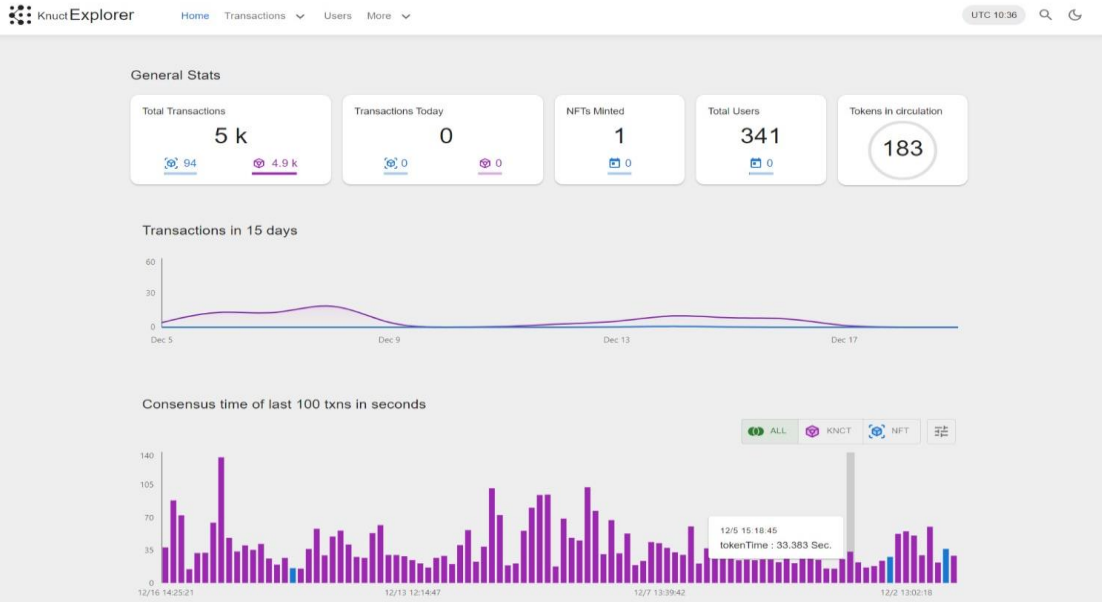 KnuctExplorer Home Transactions Users More UTC 10:36
General Stats
Total Transactions
5 k
94 4.9 k
Transactions Today
0
0 0
NFTs Minted
1
0
Total Users
341
0
Tokens in circulation
183
Transactions in 15 days
60
30
0
Dec 5 Dec 9 Dec 13 Dec 17
Consensus time of last 100 txns in seconds
ALL KNCT NFT
140
105
70
35
0
12/5 15:18:45
tokenTime : 33.383 Sec.
12/16 14:25:21 12/13 12:14:47 12/7 13:39:42 12/2 13:02:18